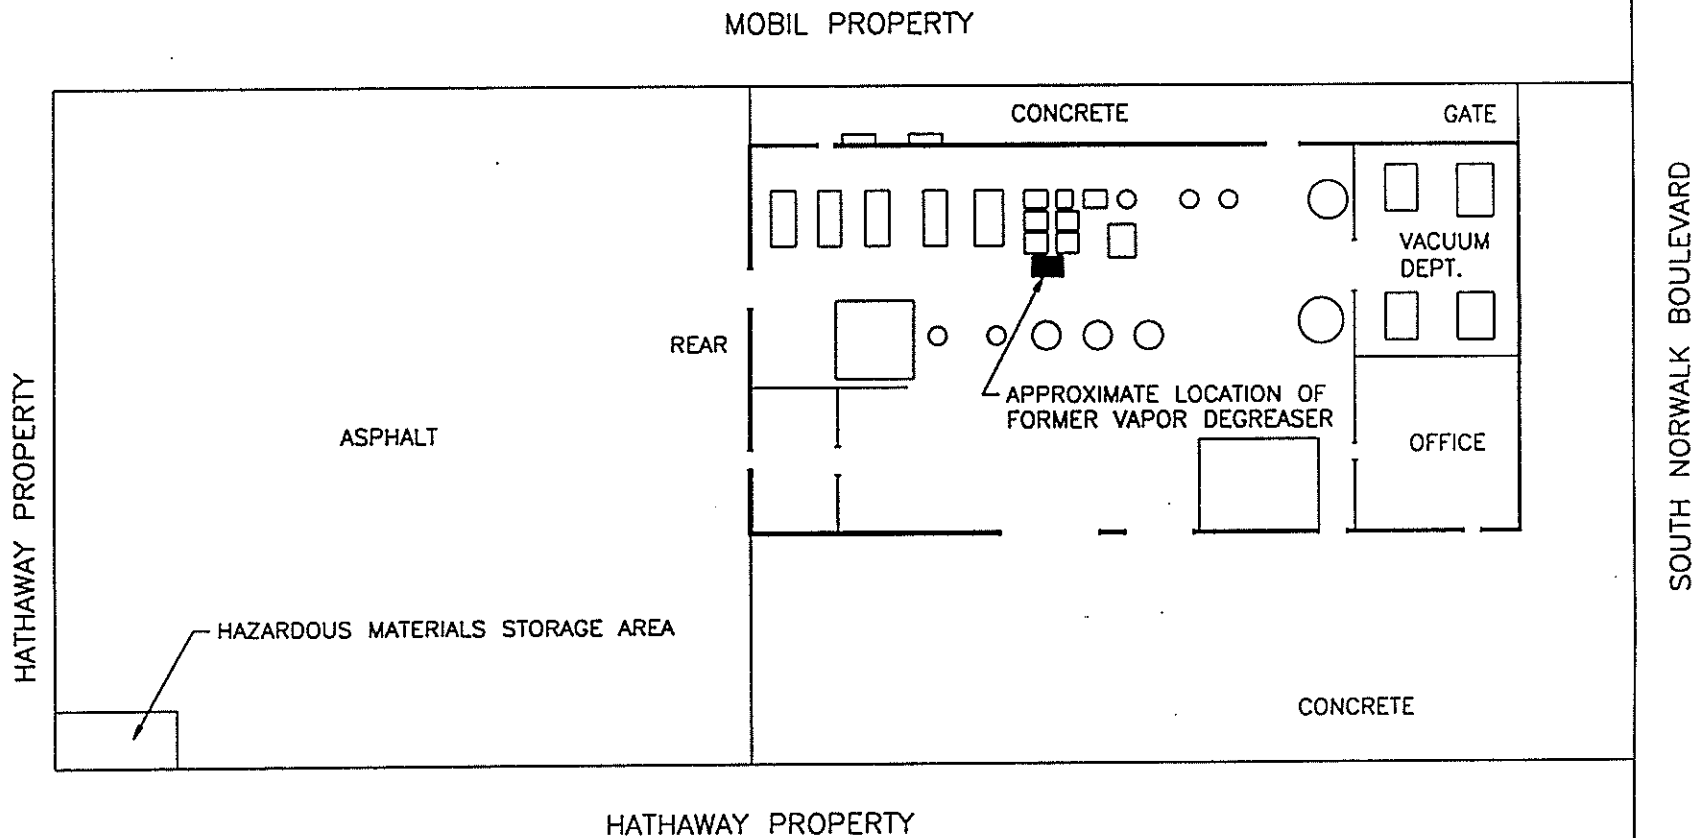 MOBIL PROPERTY
CONCRETE
GATE
VACUUM
DEPT.
REAR
APPROXIMATE LOCATION OF
FORMER VAPOR DEGREASER
ASPHALT
OFFICE
HAZARDOUS MATERIALS STORAGE AREA
CONCRETE
HATHAWAY PROPERTY
SOUTH NORWALK BOULEVARD
HATHAWAY PROPERTY